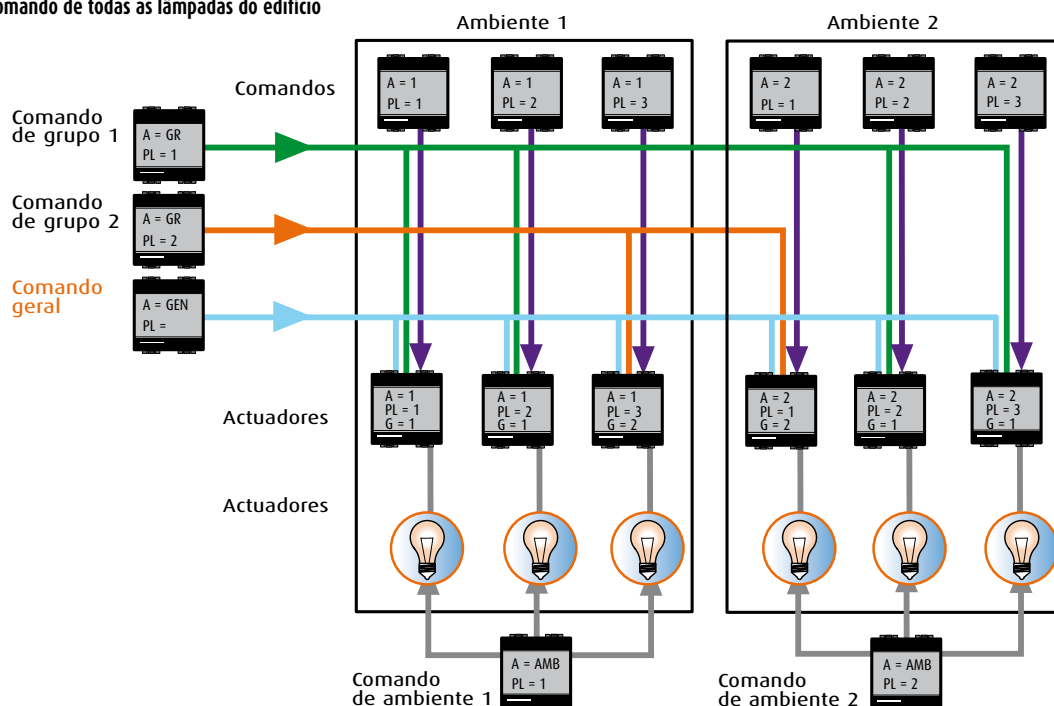 omando de todas as lâmpadas do edifício
Ambiente 1
Ambiente 2
Comandos
A = 1
PL = 1
A = 1
PL = 2
A = 1
PL = 3
A = 2
PL = 1
A = 2
PL = 2
A = 2
PL = 3
Comando
de grupo 1
A = GR
PL = 1
Comando
de grupo 2
A = GR
PL = 2
Comando
geral
A = GEN
PL =
Actuadores
A = 1
PL = 1
G = 1
A = 1
PL = 2
G = 1
A = 1
PL = 3
G = 2
A = 2
PL = 1
G = 2
A = 2
PL = 2
G = 1
A = 2
PL = 3
G = 1
Actuadores
Comando
de ambiente 1
A = AMB
PL = 1
Comando
de ambiente 2
A = AMB
PL = 2